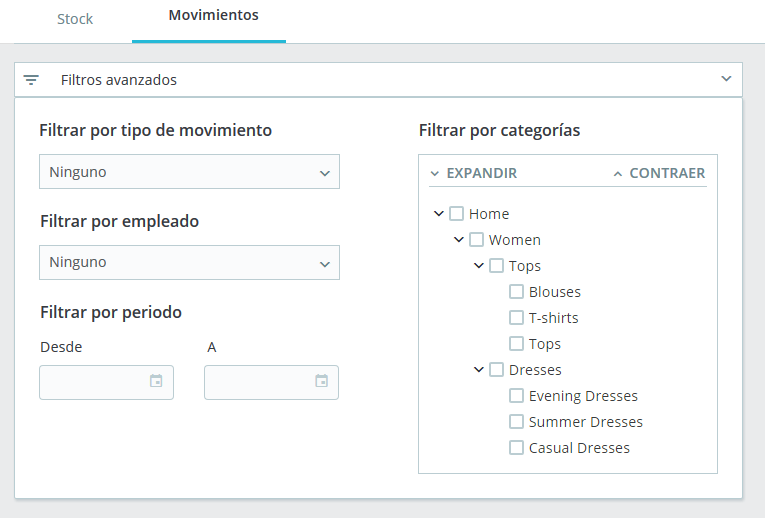 Stock
Movimientos
Filtros avanzados
Filtrar por tipo de movimiento
Ninguno
Filtrar por empleado
Ninguno
Filtrar por periodo
Desde
A
Filtrar por categorías
EXPANDIR
CONTRAER
Home
Women
Tops
Blouses
T-shirts
Tops
Dresses
Evening Dresses
Summer Dresses
Casual Dresses